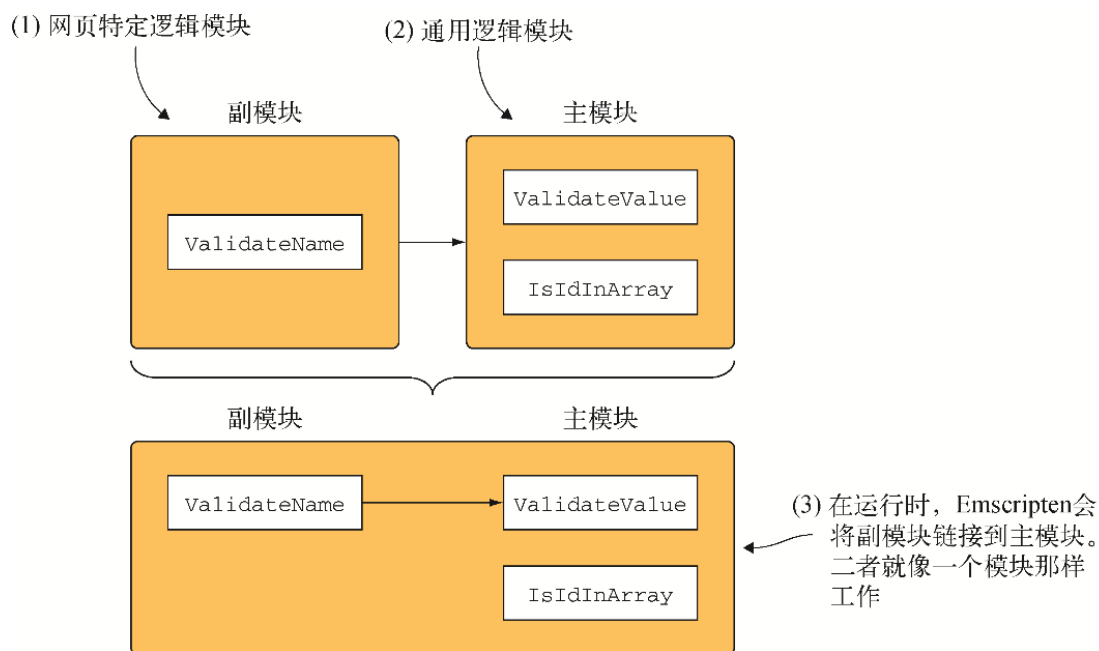 (1) 网页特定逻辑模块
(2) 通用逻辑模块
副模块
主模块
ValidateName
ValidateValue
IsIdInArray
副模块
主模块
ValidateName
ValidateValue
IsIdInArray
(3) 在运行时，Emscripten会
将副模块链接到主模块。
二者就像一个模块那样
工作